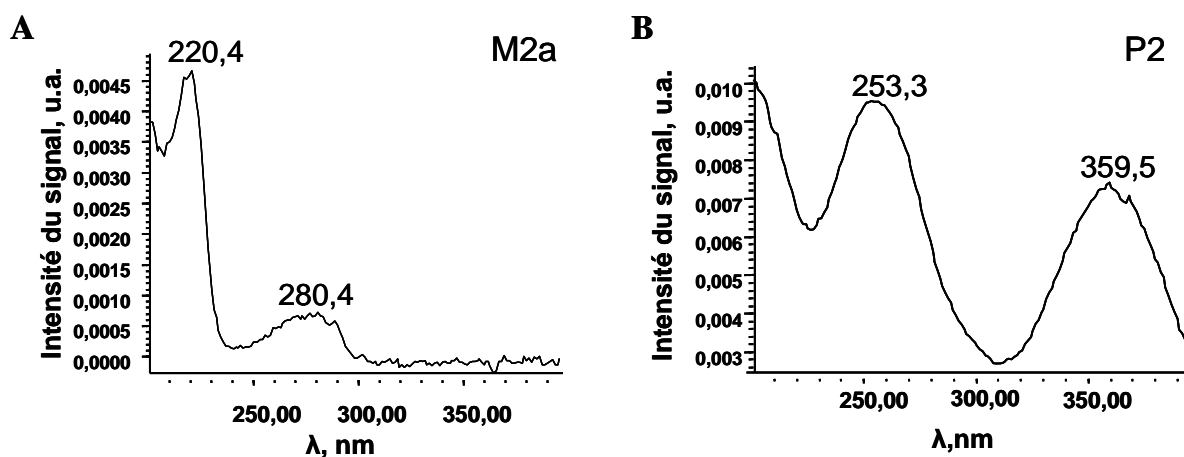 A
M2a
220,4
280,4
Intensité du signal, u.a.
0,0045
0,0040
0,0035
0,0030
0,0025
0,0020
0,0015
0,0010
0,0005
0,0000
250,00 300,00 350,00
λ, nm
B
P2
253,3
359,5
Intensité du signal, u.a.
0,010
0,009
0,008
0,007
0,006
0,005
0,004
0,003
250,00 300,00 350,00
λ,nm